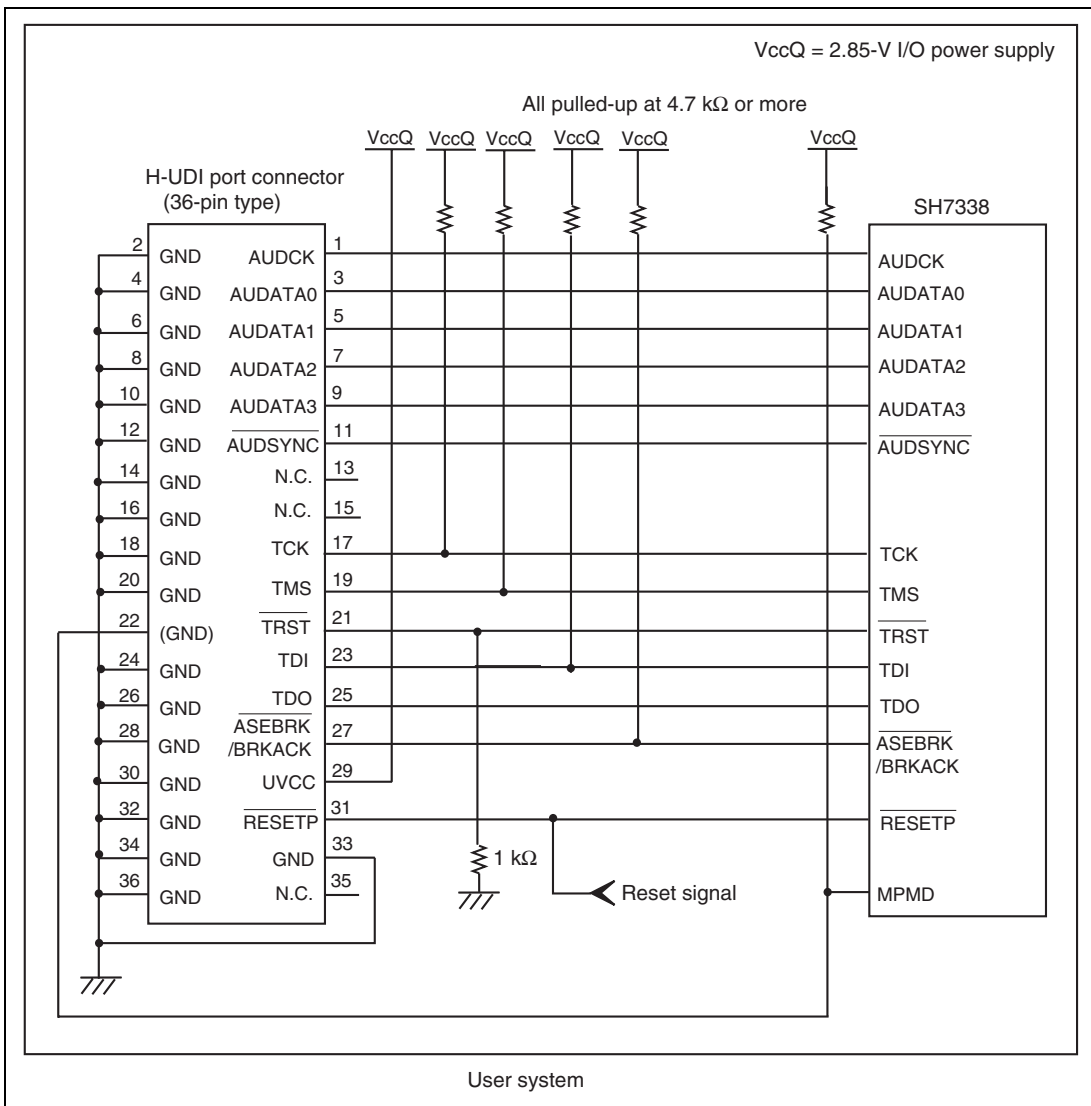 VccQ = 2.85-V I/O power supply
All pulled-up at 4.7 kΩ or more
VccQ VccQ VccQ VccQ VccQ VccQ
H-UDI port connector
(36-pin type)
SH7338
2 GND AUDCK 1 AUDCK
4 GND AUDATA0 3 AUDATA0
6 GND AUDATA1 5 AUDATA1
8 GND AUDATA2 7 AUDATA2
10 GND AUDATA3 9 AUDATA3
12 GND AUDSYNC 11 AUDSYNC
14 GND N.C. 13
16 GND N.C. 15
18 GND TCK 17 TCK
20 GND TMS 19 TMS
22 (GND) TRST 21 TRST
24 GND TDI 23 TDI
26 GND TDO 25 TDO
28 GND ASEBRK 27 ASEBRK
/BRKACK /BRKACK
30 GND UVCC 29
32 GND RESETP 31 RESETP
34 GND GND 33 1 kΩ
36 GND N.C. 35 Reset signal MPMD
User system